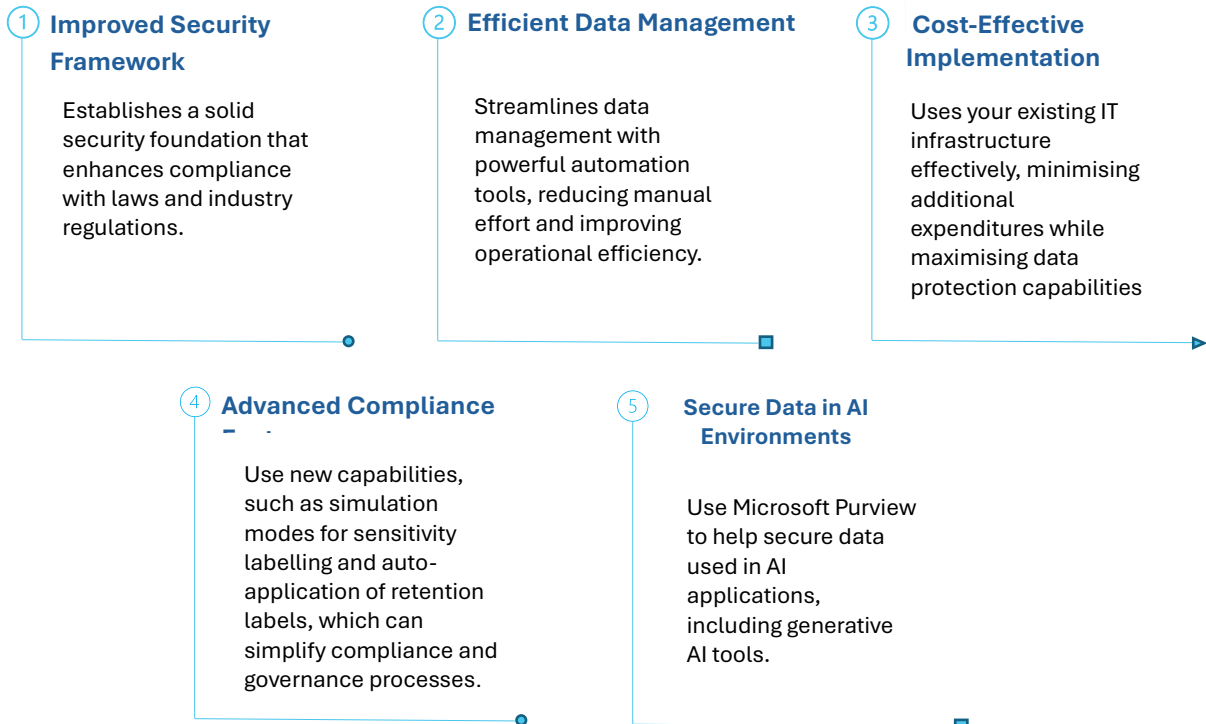 1
Improved Security
Framework
Establishes a solid
security foundation that
enhances compliance
with laws and industry
regulations.
2
Efficient Data Management
Streamlines data
management with
powerful automation
tools, reducing manual
effort and improving
operational efficiency.
3
Cost-Effective
Implementation
Uses your existing IT
infrastructure
effectively, minimising
additional
expenditures while
maximising data
protection capabilities
4
Advanced Compliance
Use new capabilities,
such as simulation
modes for sensitivity
labelling and auto-
application of retention
labels, which can
simplify compliance and
governance processes.
5
Secure Data in AI
Environments
Use Microsoft Purview
to help secure data
used in AI
applications,
including generative
AI tools.